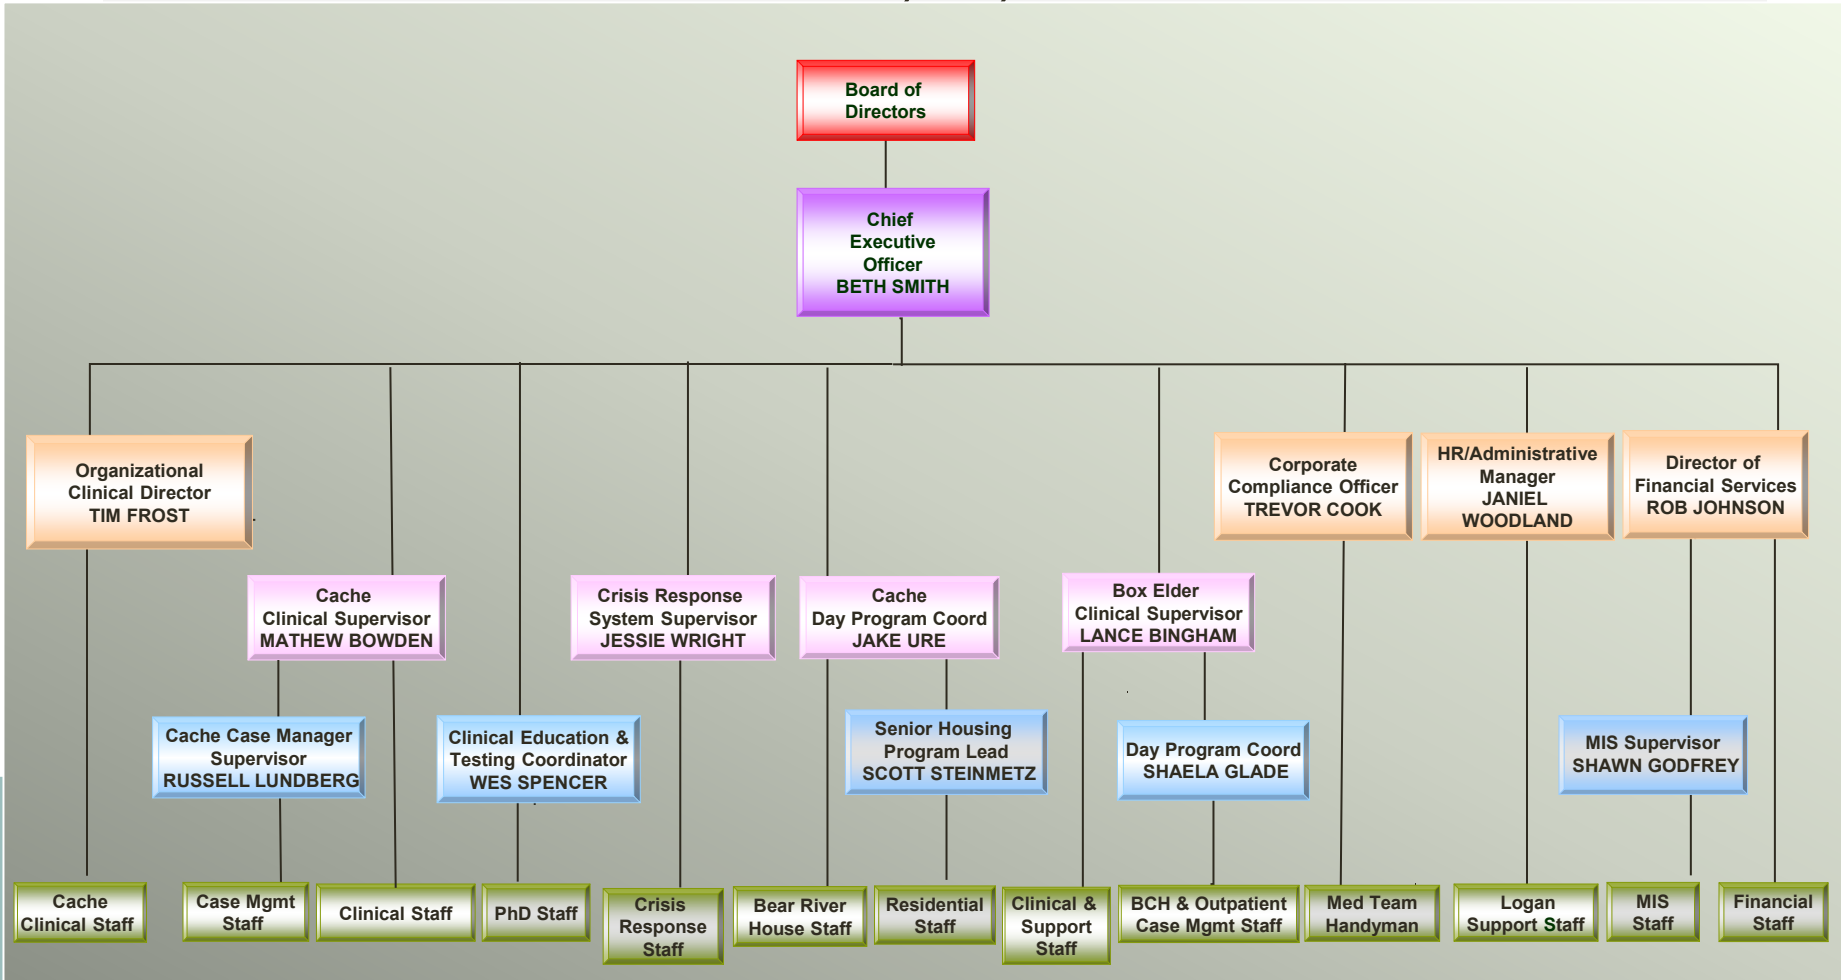 Board of
Directors
Chief
Executive
Officer
BETH SMITH
Organizational
Clinical Director
TIM FROST
Corporate
Compliance Officer
TREVOR COOK
HR/Administrative
Manager
JANIEL
WOODLAND
Director of
Financial Services
ROB JOHNSON
Cache
Clinical Supervisor
MATHEW BOWDEN
Crisis Response
System Supervisor
JESSIE WRIGHT
Cache
Day Program Coord
JAKE URE
Box Elder
Clinical Supervisor
LANCE BINGHAM
Cache Case Manager
Supervisor
RUSSELL LUNDBERG
Clinical Education &
Testing Coordinator
WES SPENCER
Senior Housing
Program Lead
SCOTT STEINMETZ
Day Program Coord
SHAELA GLADE
MIS Supervisor
SHAWN GODFREY
Cache
Clinical Staff
Case Mgmt
Staff
Clinical Staff
PhD Staff
Crisis
Response
Staff
Bear River
House Staff
Residential
Staff
Clinical &
Support
Staff
BCH & Outpatient
Case Mgmt Staff
Med Team
Handyman
Logan
Support Staff
MIS
Staff
Financial
Staff